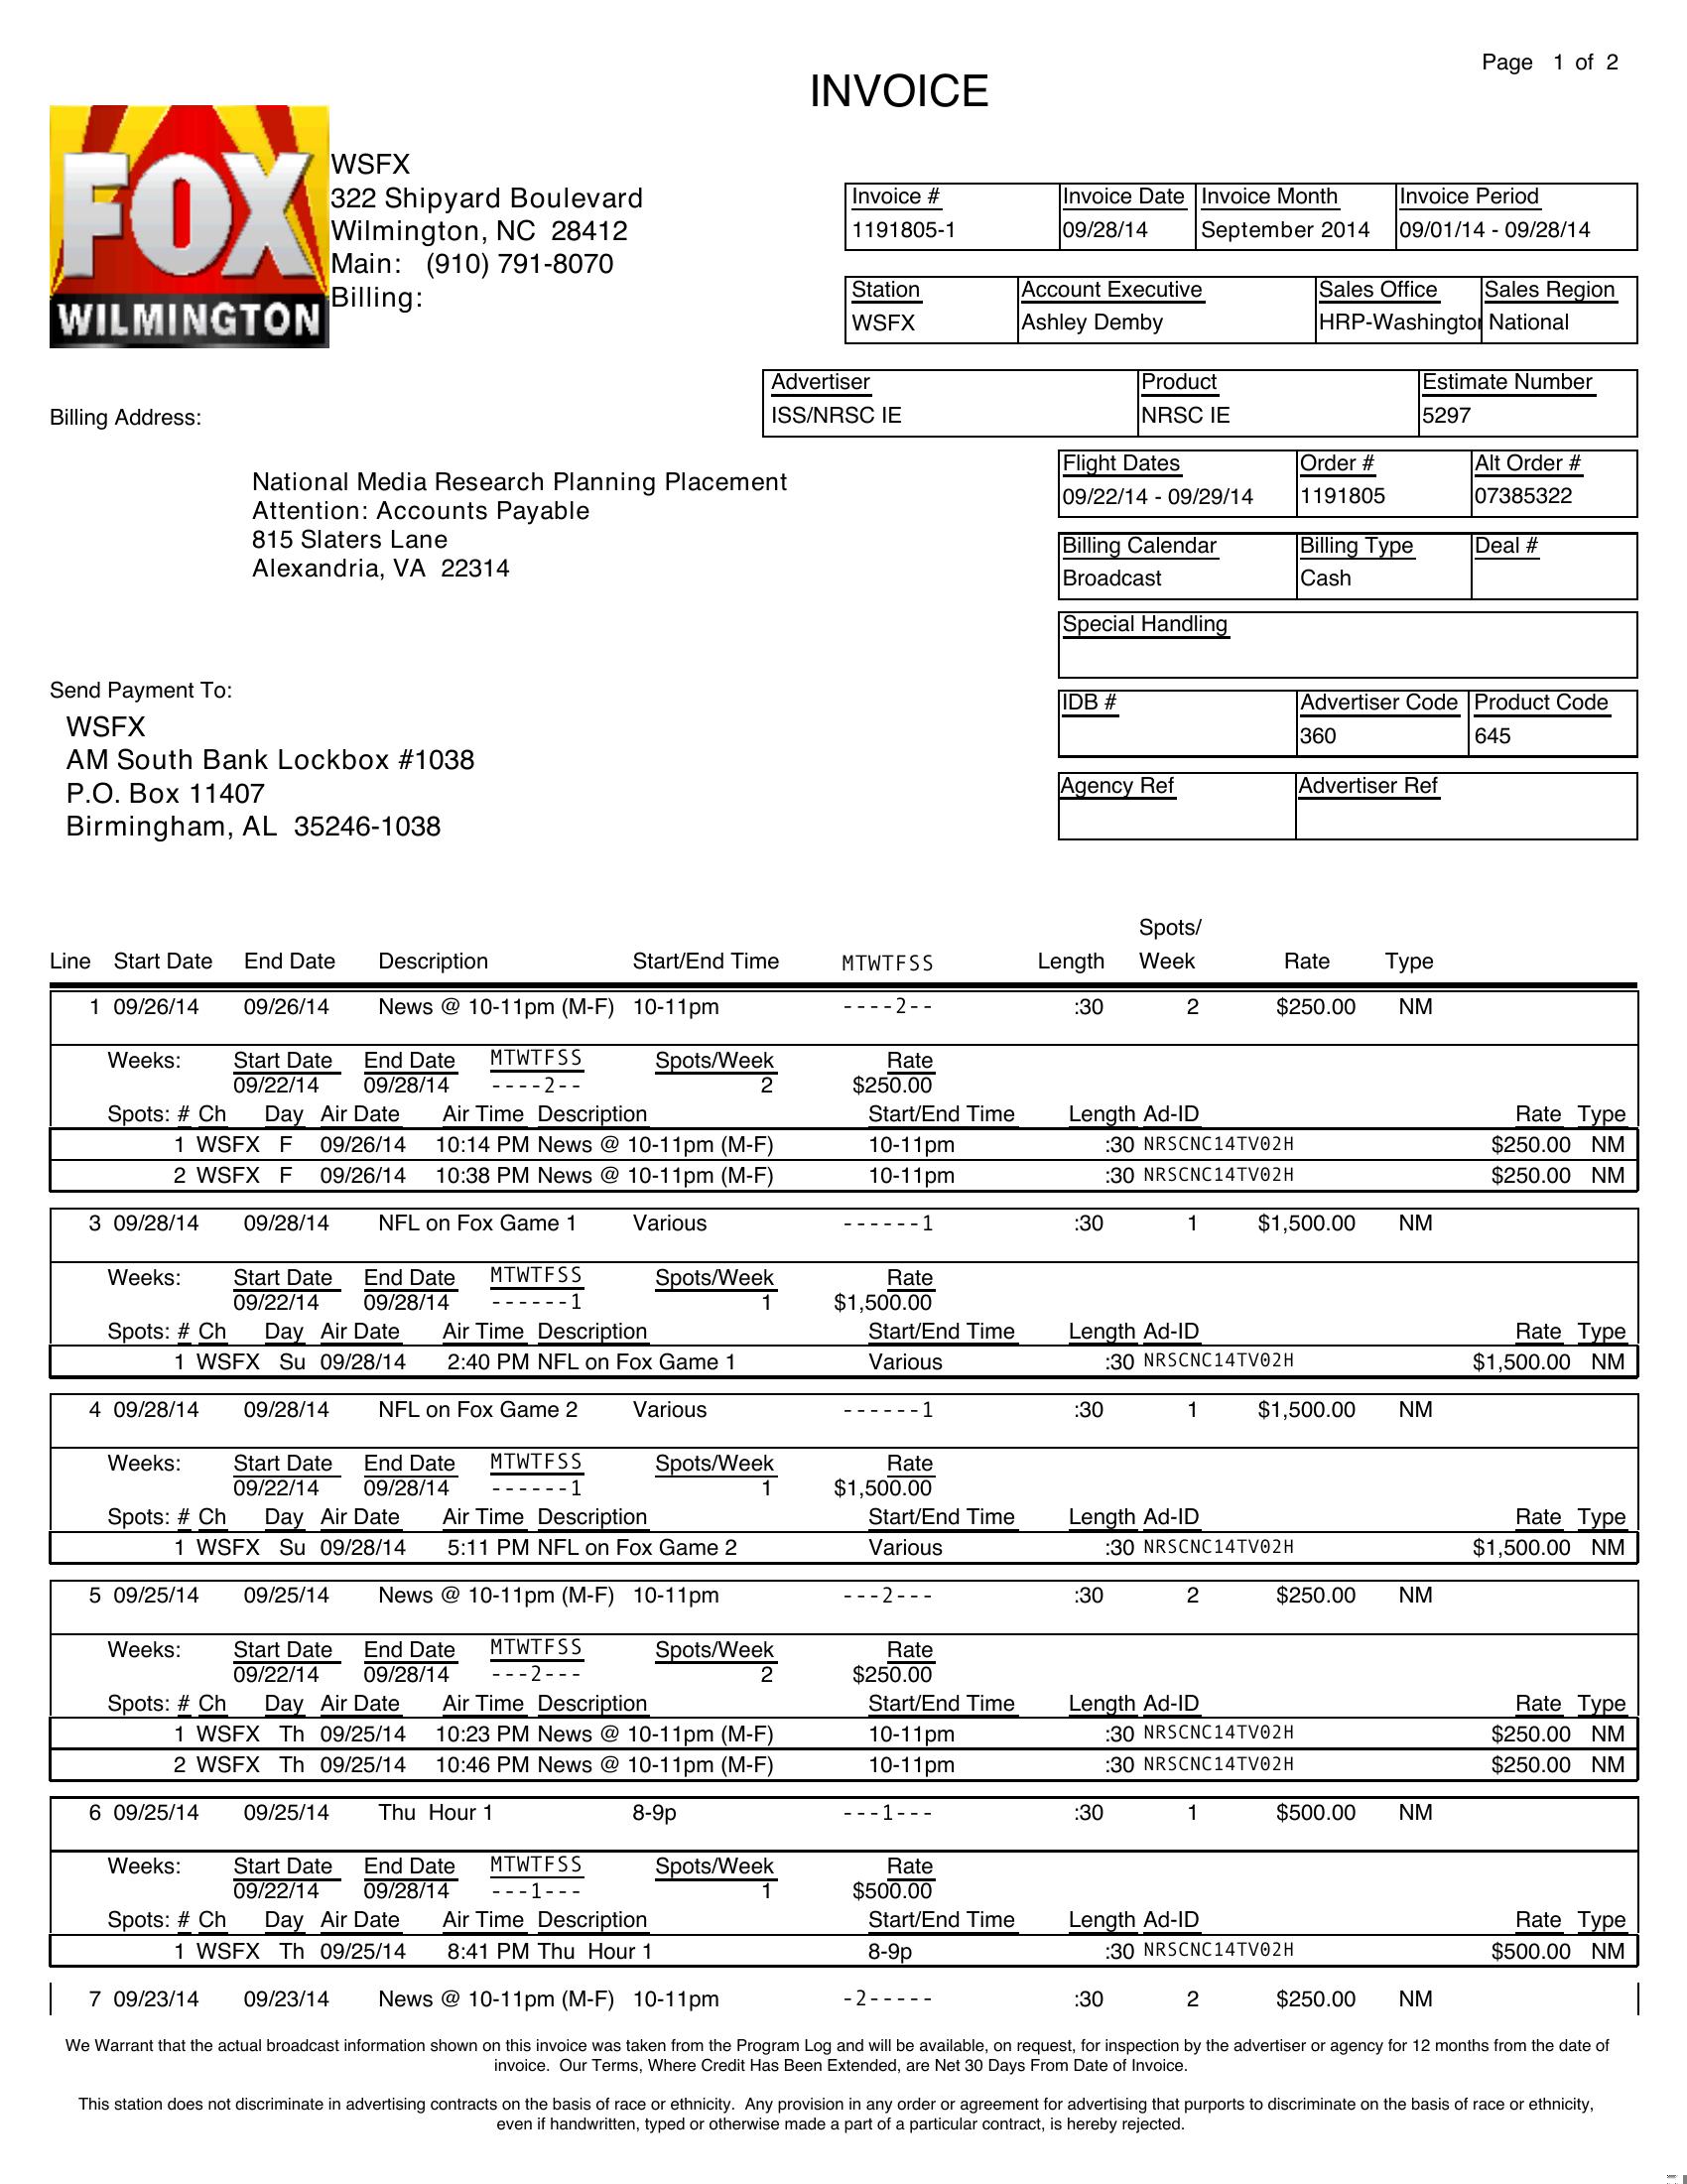 Page 1 of 2
INVOICE
FOX
WILMINGTON
WSFX
322 Shipyard Boulevard
Wilmington, NC 28412
Main: (910) 791-8070
Billing:
Invoice # Invoice Date Invoice Month Invoice Period
1191805-1 09/28/14 September 2014 09/01/14 - 09/28/14
Station Account Executive Sales Office Sales Region
WSFX Ashley Demby HRP-Washington National
Advertiser Product Estimate Number
ISS/NRSC IE NRSC IE 5297
Billing Address:
National Media Research Planning Placement
Attention: Accounts Payable
815 Slaters Lane
Alexandria, VA 22314
Flight Dates Order # Alt Order #
09/22/14 - 09/29/14 1191805 07385322
Billing Calendar Billing Type Deal #
Broadcast Cash
Special Handling
Send Payment To:
WSFX
AM South Bank Lockbox #1038
P.O. Box 11407
Birmingham, AL 35246-1038
IDB # Advertiser Code Product Code
360 645
Agency Ref Advertiser Ref
Spots/
Line Start Date End Date Description Start/End Time MTWTFSS Length Week Rate Type
1 09/26/14 09/26/14 News @ 10-11pm (M-F) 10-11pm ----2-- :30 2 $250.00 NM
Weeks: Start Date End Date MTWTFSS Spots/Week Rate
09/22/14 09/28/14 ----2-- 2 $250.00
Spots: # Ch Day Air Date Air Time Description Start/End Time Length Ad-ID Rate Type
1 WSFX F 09/26/14 10:14 PM News @ 10-11pm (M-F) 10-11pm :30 NRSCNC14TV02H $250.00 NM
2 WSFX F 09/26/14 10:38 PM News @ 10-11pm (M-F) 10-11pm :30 NRSCNC14TV02H $250.00 NM
3 09/28/14 09/28/14 NFL on Fox Game 1 Various ------1 :30 1 $1,500.00 NM
Weeks: Start Date End Date MTWTFSS Spots/Week Rate
09/22/14 09/28/14 ------1 1 $1,500.00
Spots: # Ch Day Air Date Air Time Description Start/End Time Length Ad-ID Rate Type
1 WSFX Su 09/28/14 2:40 PM NFL on Fox Game 1 Various :30 NRSCNC14TV02H $1,500.00 NM
4 09/28/14 09/28/14 NFL on Fox Game 2 Various ------1 :30 1 $1,500.00 NM
Weeks: Start Date End Date MTWTFSS Spots/Week Rate
09/22/14 09/28/14 ------1 1 $1,500.00
Spots: # Ch Day Air Date Air Time Description Start/End Time Length Ad-ID Rate Type
1 WSFX Su 09/28/14 5:11 PM NFL on Fox Game 2 Various :30 NRSCNC14TV02H $1,500.00 NM
5 09/25/14 09/25/14 News @ 10-11pm (M-F) 10-11pm ---2--- :30 2 $250.00 NM
Weeks: Start Date End Date MTWTFSS Spots/Week Rate
09/22/14 09/28/14 ---2--- 2 $250.00
Spots: # Ch Day Air Date Air Time Description Start/End Time Length Ad-ID Rate Type
1 WSFX Th 09/25/14 10:23 PM News @ 10-11pm (M-F) 10-11pm :30 NRSCNC14TV02H $250.00 NM
2 WSFX Th 09/25/14 10:46 PM News @ 10-11pm (M-F) 10-11pm :30 NRSCNC14TV02H $250.00 NM
6 09/25/14 09/25/14 Thu Hour 1 8-9p ---1--- :30 1 $500.00 NM
Weeks: Start Date End Date MTWTFSS Spots/Week Rate
09/22/14 09/28/14 ---1--- 1 $500.00
Spots: # Ch Day Air Date Air Time Description Start/End Time Length Ad-ID Rate Type
1 WSFX Th 09/25/14 8:41 PM Thu Hour 1 8-9p :30 NRSCNC14TV02H $500.00 NM
7 09/23/14 09/23/14 News @ 10-11pm (M-F) 10-11pm -2----- :30 2 $250.00 NM
We Warrant that the actual broadcast information shown on this invoice was taken from the Program Log and will be available, on request, for inspection by the advertiser or agency for 12 months from the date of
invoice. Our Terms, Where Credit Has Been Extended, are Net 30 Days From Date of Invoice.
This station does not discriminate in advertising contracts on the basis of race or ethnicity. Any provision in any order or agreement for advertising that purports to discriminate on the basis of race or ethnicity,
even if handwritten, typed or otherwise made a part of a particular contract, is hereby rejected.